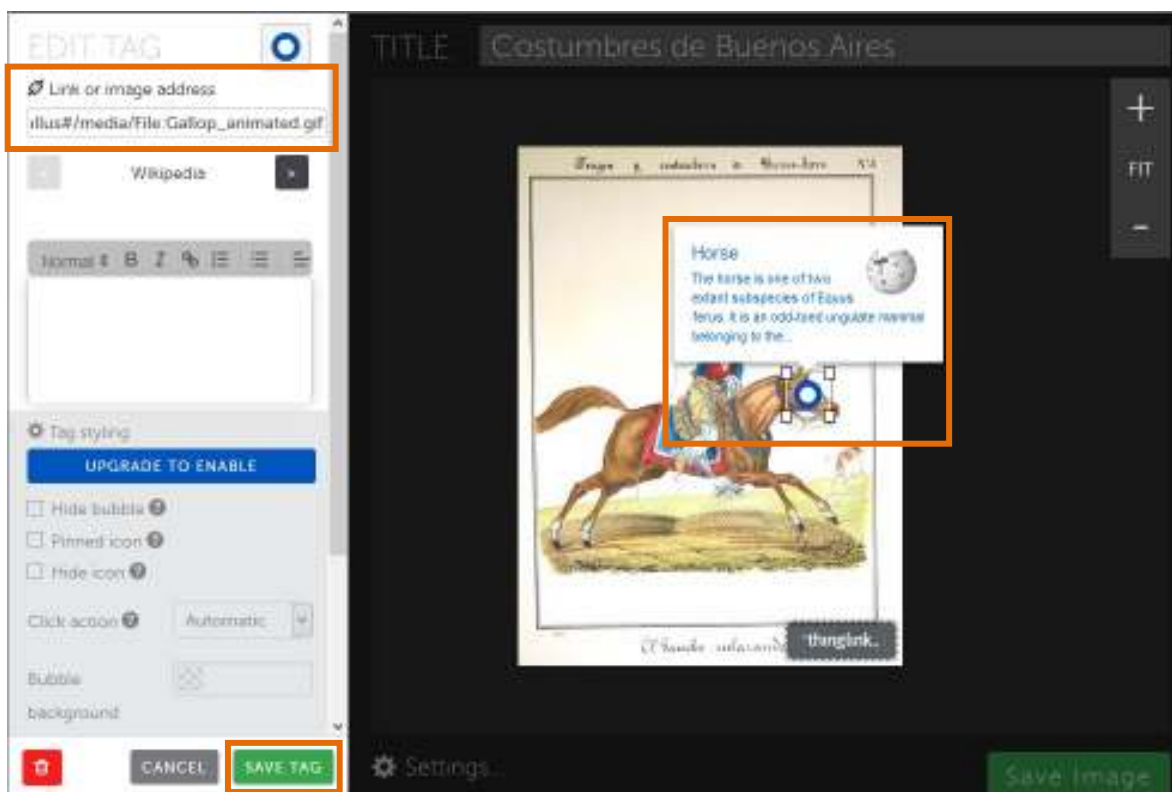 EDIT TAG
Link or image address
illus#/media/File:Gallop_animated.gif
Wikipedia
Normal B I
Tag styling
UPGRADE TO ENABLE
Hide bubble ?
Pinned icon ?
Hide icon ?
Click action ? Automatic
Bubble
background
CANCEL SAVE TAG
TITLE Costumbres de Buenos Aires
+
FIT
-
Horse
The horse is one of two
extant subspecies of Equus
ferus. It is an odd-toed ungulate mammal
belonging to the...
thinglink..
Settings...
Save Image